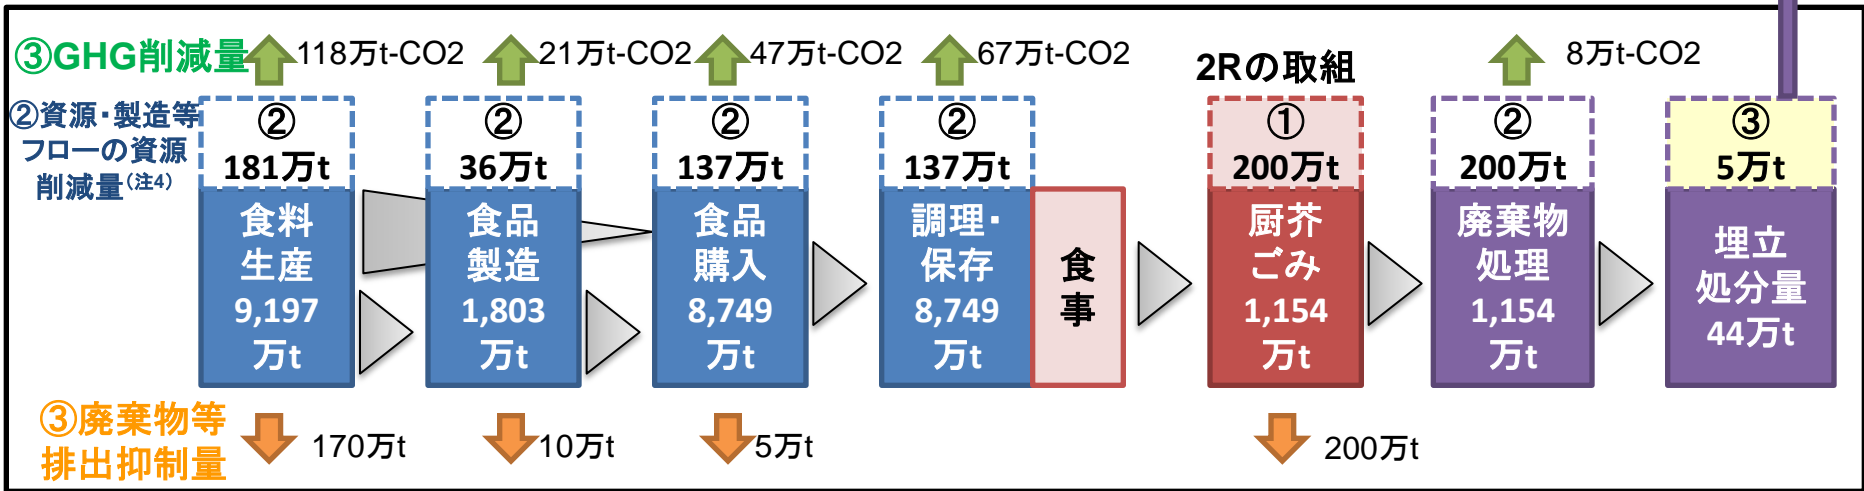 ③GHG削減量
118万t-CO2
21万t-CO2
47万t-CO2
67万t-CO2
8万t-CO2
2Rの取組
②資源・製造等
フローの資源
削減量(注4)
②
181万t
食料
生産
9,197
万t
②
36万t
食品
製造
1,803
万t
②
137万t
食品
購入
8,749
万t
②
137万t
調理・
保存
8,749
万t
食
事
①
200万t
厨芥
ごみ
1,154
万t
②
200万t
廃棄物
処理
1,154
万t
③
5万t
埋立
処分量
44万t
③廃棄物等
排出抑制量
170万t
10万t
5万t
200万t